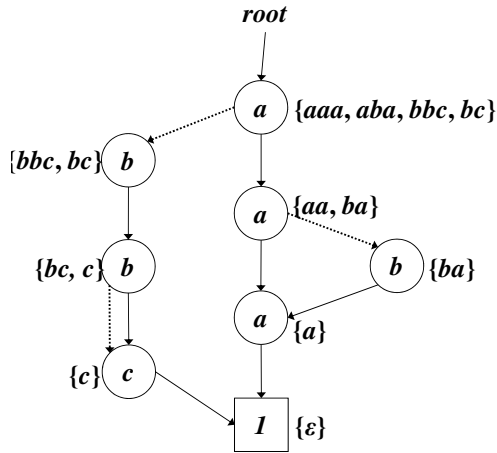 root
a {aaa, aba, bbc, bc}
{bbc, bc} b
a {aa, ba}
{bc, c} b
b {ba}
a {a}
{c} c
1 {ε}